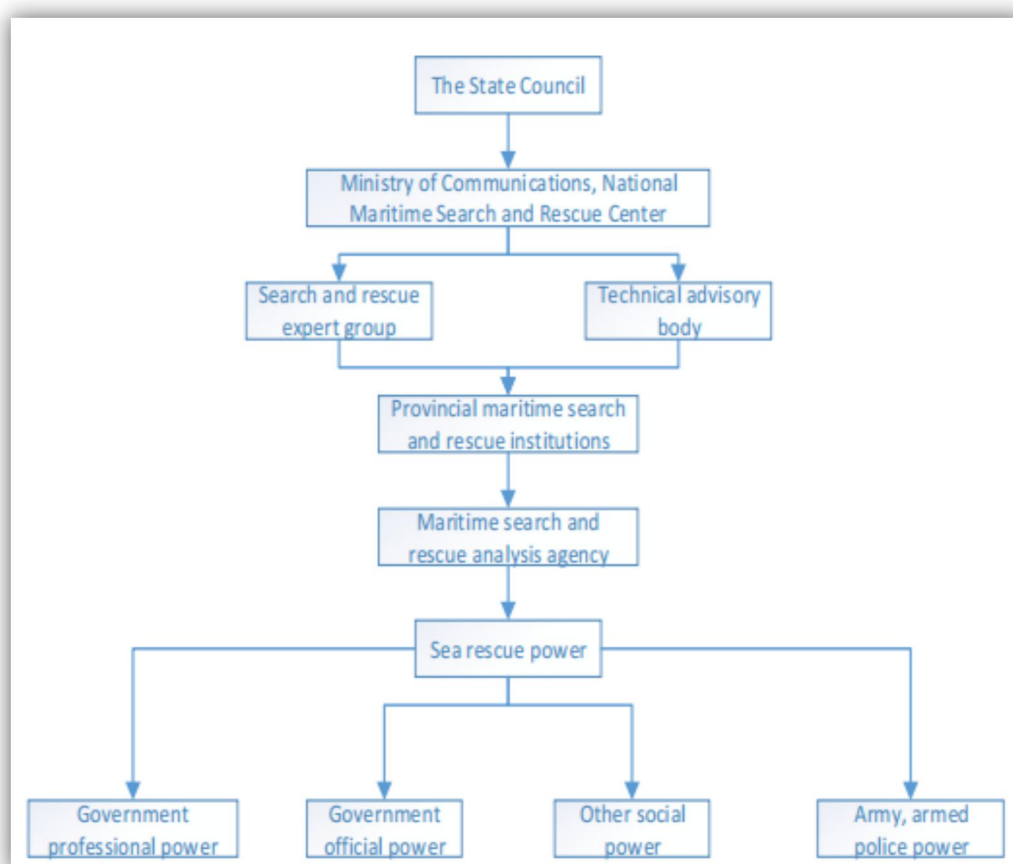 The State Council
Ministry of Communications, National
Maritime Search and Rescue Center
Search and rescue
expert group
Technical advisory
body
Provincial maritime search
and rescue institutions
Maritime search and
rescue analysis agency
Sea rescue power
Government
professional power
Government
official power
Other social
power
Army, armed
police power